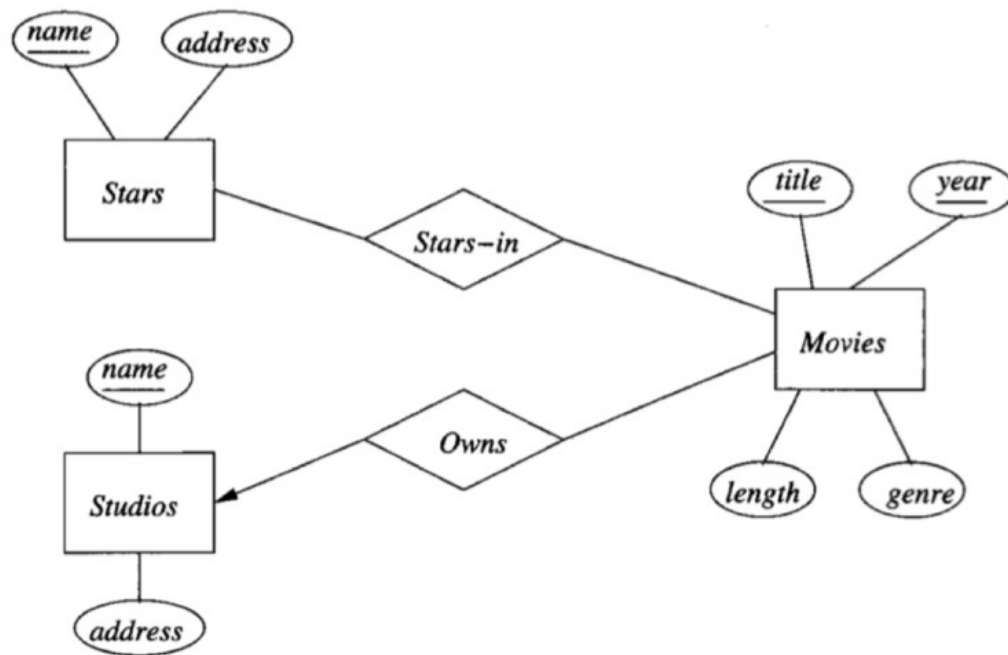 name
address
Stars
title
year
Stars-in
Movies
name
Owns
Studios
length
genre
address